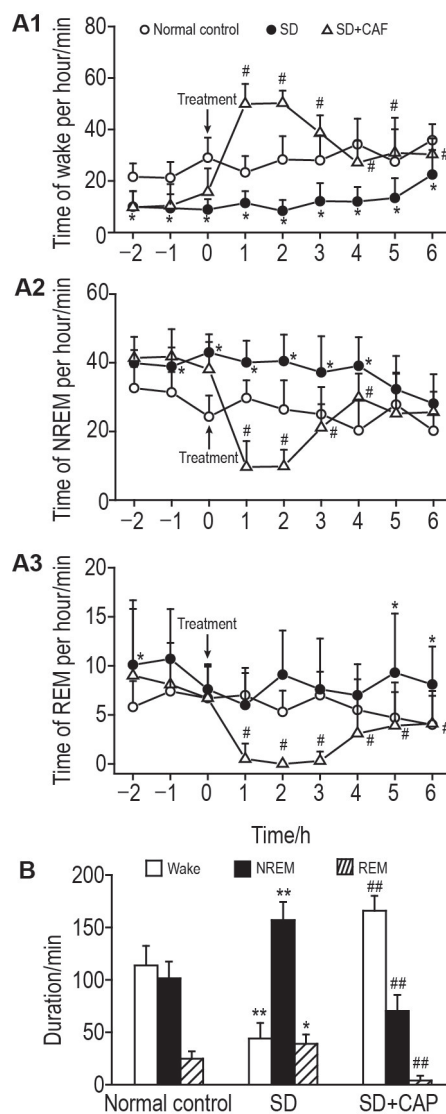 A1
Normal control SD SD+CAF
Time of wake per hour/min
80
60
40
20
0
Treatment
# # # #
# #
* * * * * * * * *
−2 −1 0 1 2 3 4 5 6
A2
Time of NREM per hour/min
60
40
20
0
* * * * * *
Treatment
# # # #
−2 −1 0 1 2 3 4 5 6
A3
Time of REM per hour/min
20
15
10
5
0
Treatment
* * *
# # # # # #
−2 −1 0 1 2 3 4 5 6
Time/h
B
Wake NREM REM
Duration/min
200
150
100
50
0
** ** *
## ## ##
Normal control SD SD+CAP